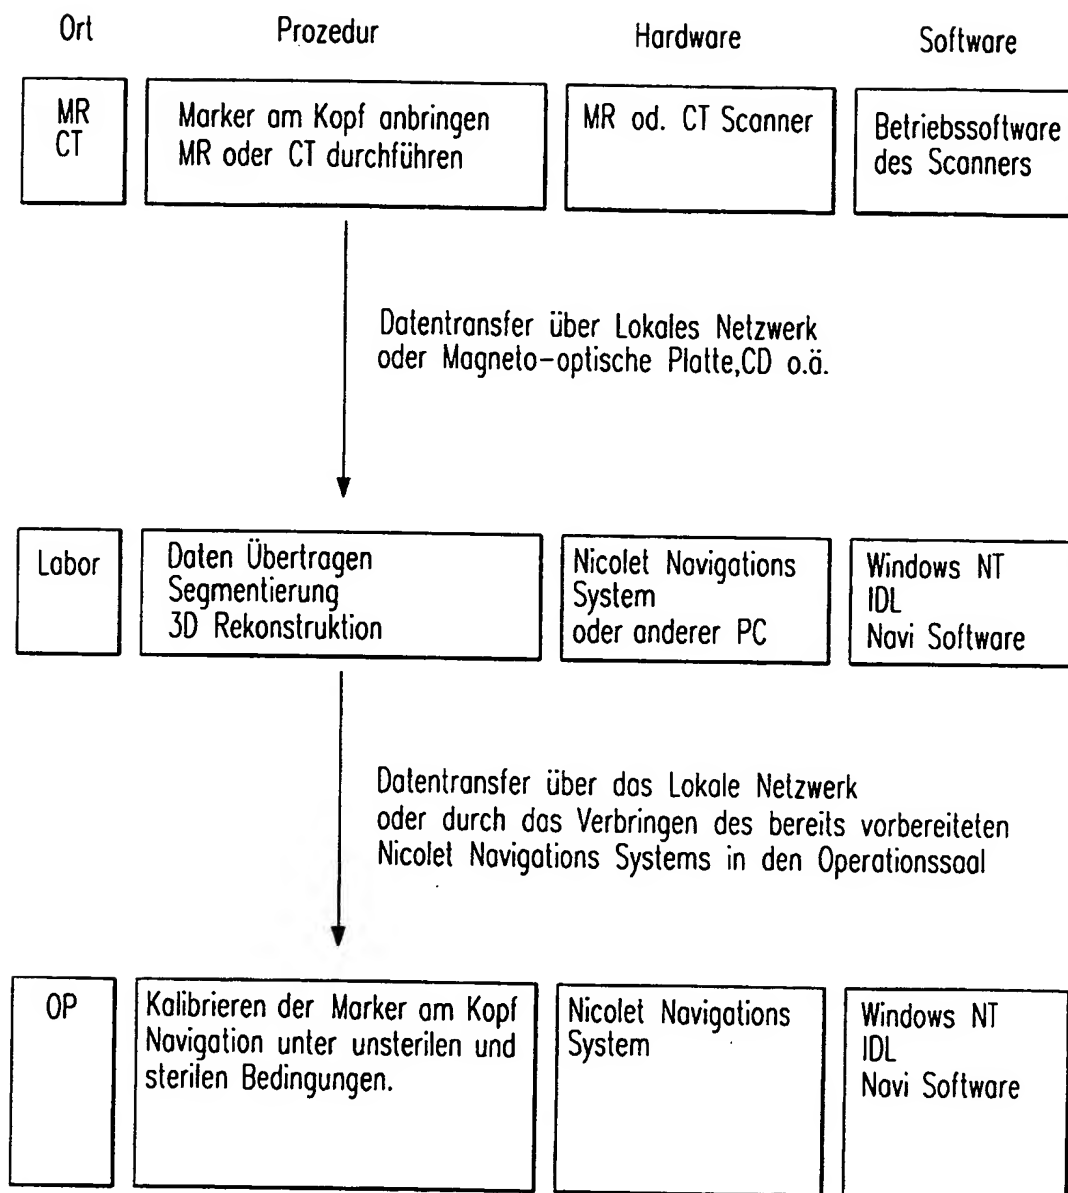 Ort
Prozedur
Hardware
Software
MR
CT
Marker am Kopf anbringen
MR oder CT durchführen
MR od. CT Scanner
Betriebssoftware
des Scanners
Datentransfer über Lokales Netzwerk
oder Magneto-optische Platte,CD o.ä.
Labor
Daten Übertragen
Segmentierung
3D Rekonstruktion
Nicolet Navigations
System
oder anderer PC
Windows NT
IDL
Navi Software
Datentransfer über das Lokale Netzwerk
oder durch das Verbringen des bereits vorbereiteten
Nicolet Navigations Systems in den Operationssaal
OP
Kalibrieren der Marker am Kopf
Navigation unter unsterilen und
sterilen Bedingungen.
Nicolet Navigations
System
Windows NT
IDL
Navi Software